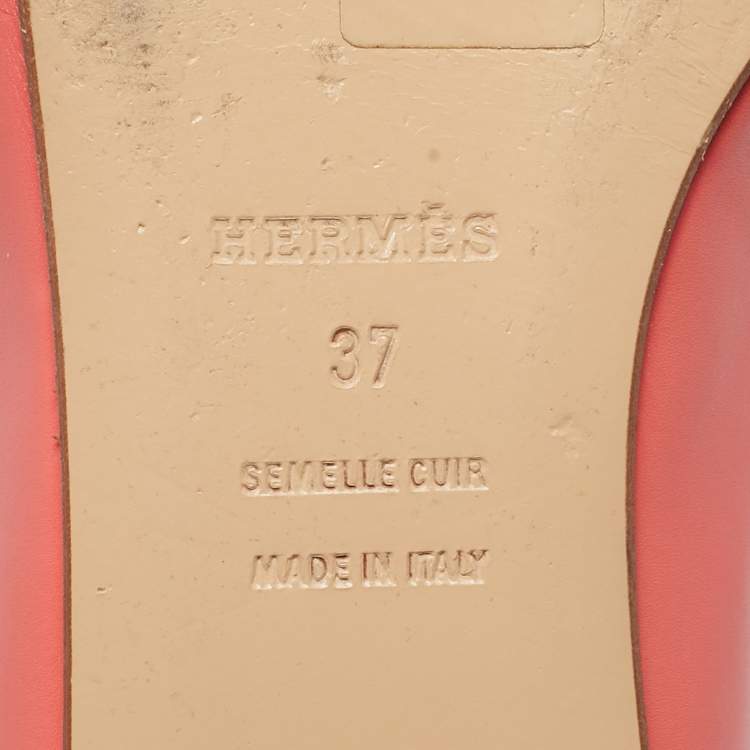 HERMÈS
37
SEMELLE CUIR
MADE IN ITALY